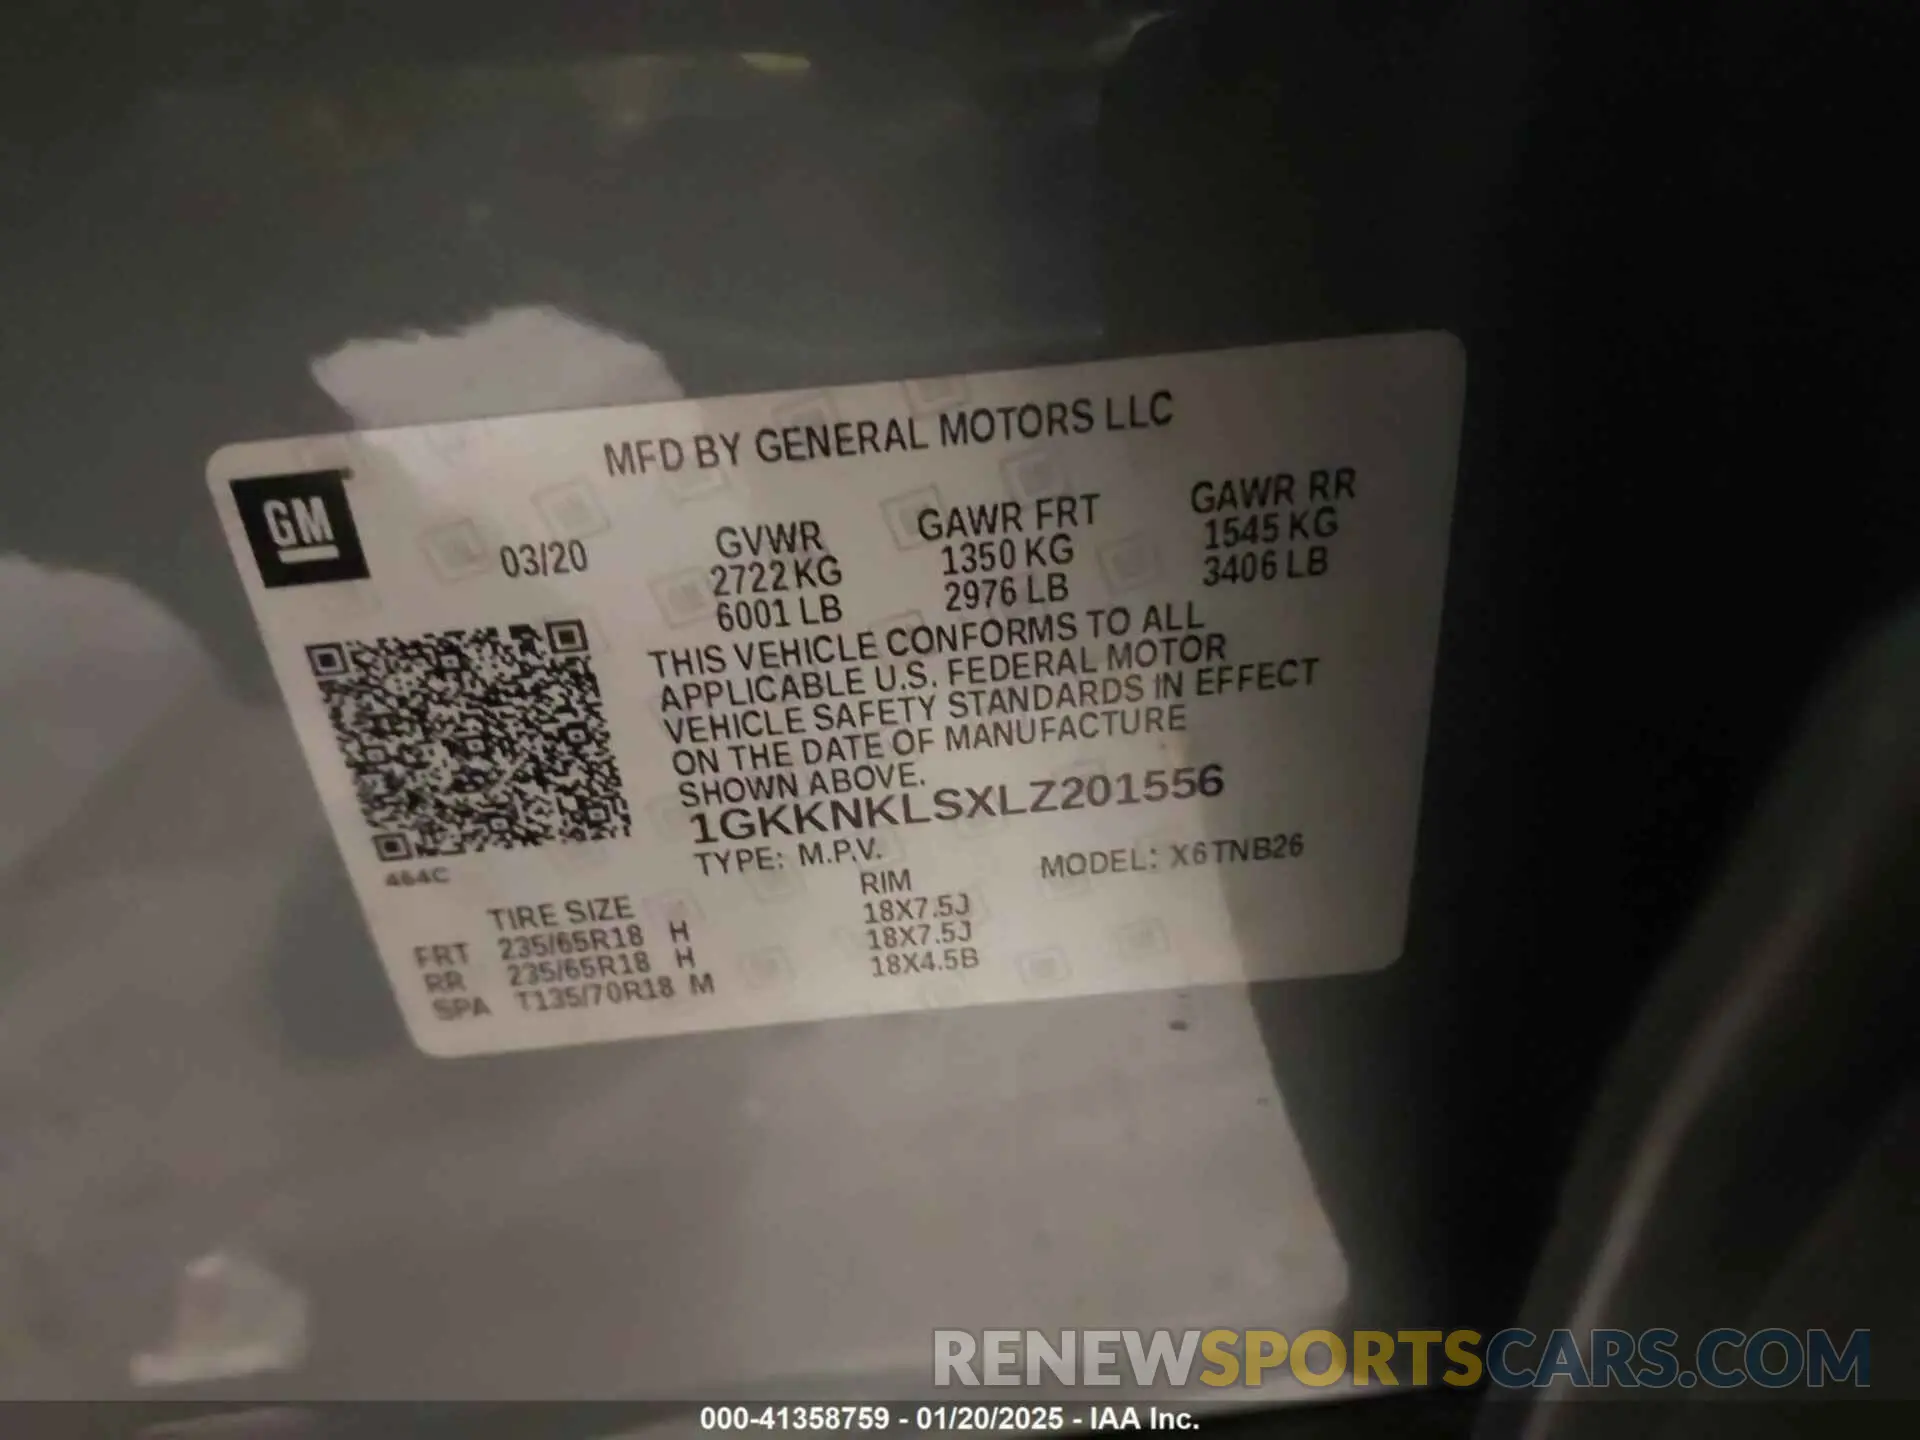 MFD BY GENERAL MOTORS LLC
GM
03/20
GVWR
2722 KG
6001 LB
GAWR FRT
1350 KG
2976 LB
GAWR RR
1545 KG
3406 LB
THIS VEHICLE CONFORMS TO ALL
APPLICABLE U.S. FEDERAL MOTOR
VEHICLE SAFETY STANDARDS IN EFFECT
ON THE DATE OF MANUFACTURE
SHOWN ABOVE.
1GKKNKLSXLZ201556
TYPE: M.P.V.
MODEL: X6TNB26
464C
TIRE SIZE RIM
FRT 235/65R18 H 18X7.5J
RR 235/65R18 H 18X7.5J
SPA T135/70R18 M 18X4.5B
RENEWSPORTSCARS.COM
000-41358759 - 01/20/2025 - IAA Inc.